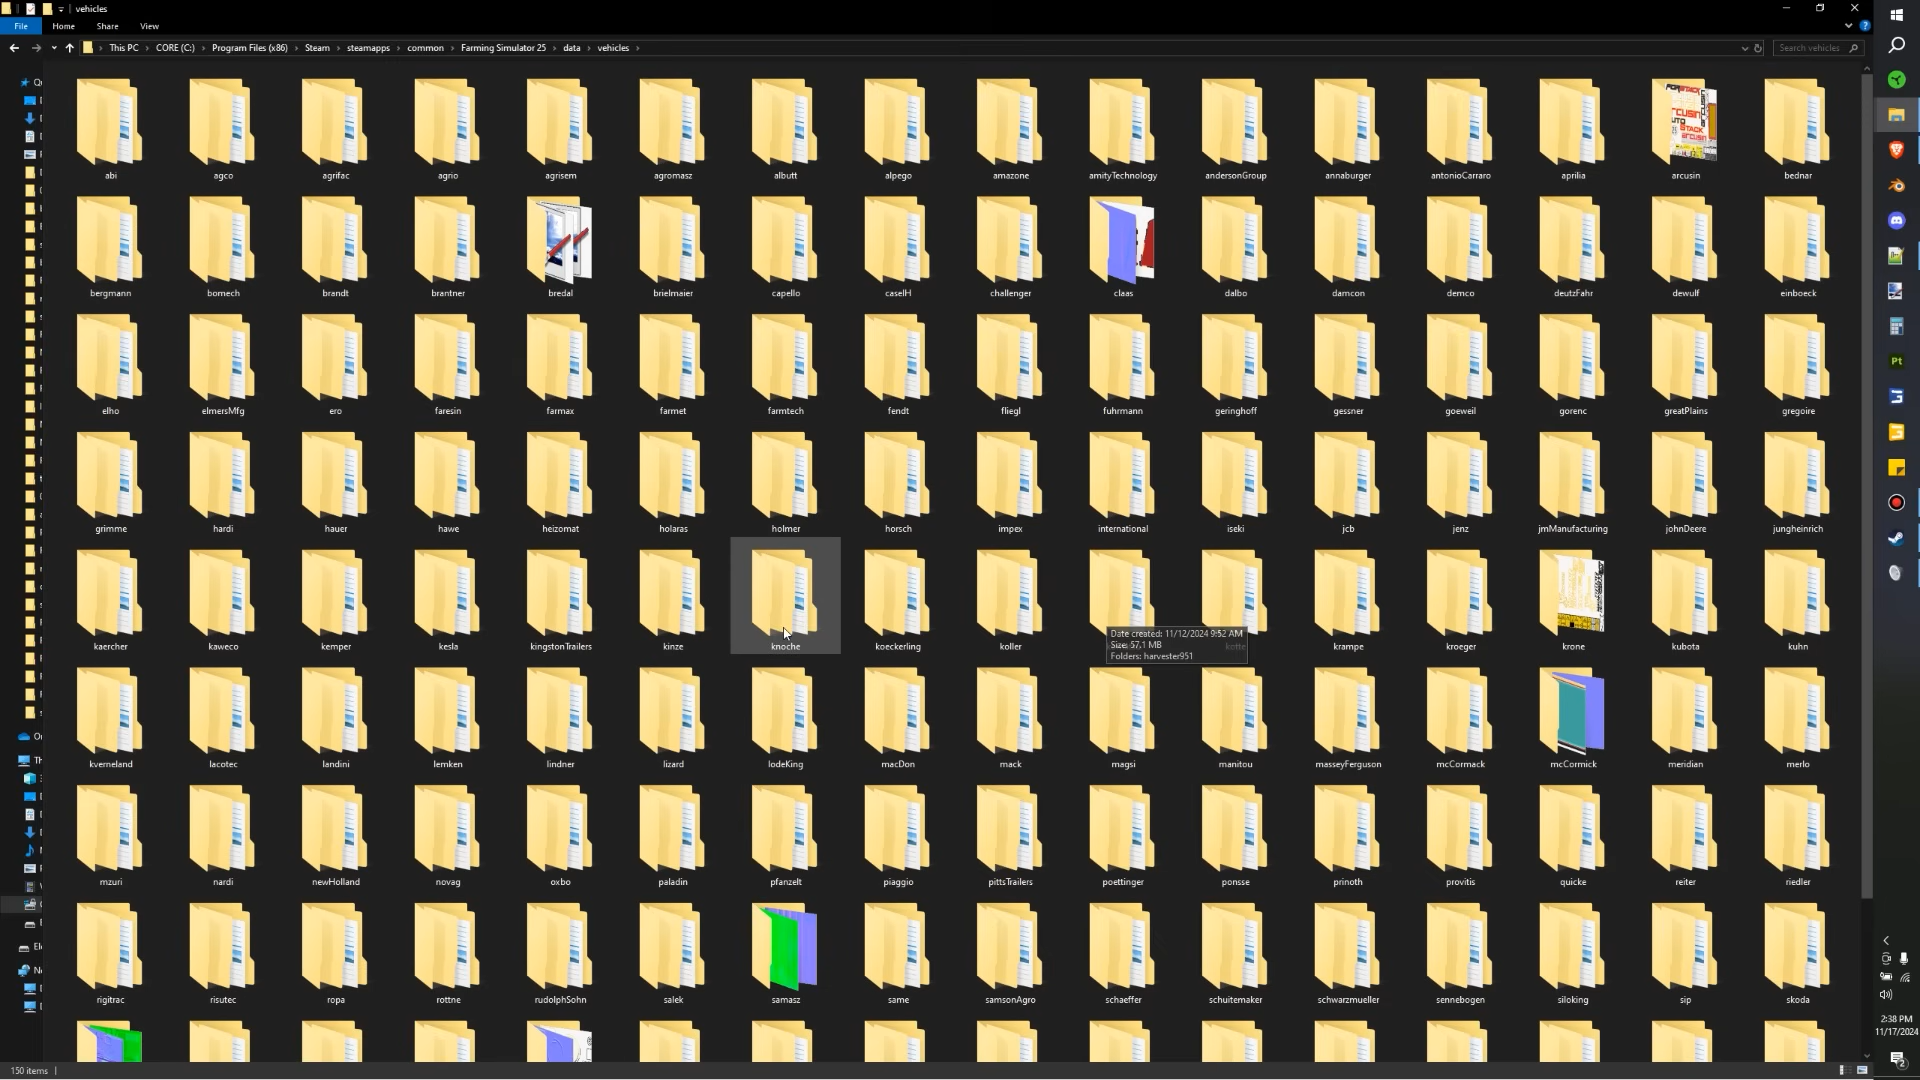 vehicles
File Home Share View
This PC > CORE (C:) > Program Files (x86) > Steam > steamapps > common > Farming Simulator 25 > data > vehicles >
Search vehicles
abi agco agrifac agrio agrisem agromasz albutt alpego amazone amityTechnology andersonGroup annaburger antonioCarraro aprilia arcusin bednar
bergmann bomech brandt brantner bredal brielmaier capello caseIH challenger claas dalbo damcon demco deutzFahr dewulf einboeck
elho elmersMfg ero faresin farmax farmet farmtech fendt fliegl fuhrmann geringhoff gessner goeweil gorenc greatPlains gregoire
grimme hardi hauer hawe heizomat holaras holmer horsch impex international iseki jcb jenz jmManufacturing johnDeere jungheinrich
Date created: 11/12/2024 9:52 AM
Size: 57,1 MB
Folders: harvester951
kaercher kaweco kemper kesla kingstonTrailers kinze knoche koeckerling koller kotte krampe kroeger krone kubota kuhn
kverneland lacotec landini lemken lindner lizard lodeKing macDon mack magsi manitou masseyFerguson mcCormack mcCormick meridian merlo
mzuri nardi newHolland novag oxbo paladin pfanzelt piaggio pittsTrailers poettinger ponsse prinoth provitis quicke reiter riedler
rigitrac risutec ropa rottne rudolphSohn salek samasz same samsonAgro schaeffer schuitemaker schwarzmueller sennebogen siloking sip skoda
150 items
Pt
2:38 PM
11/17/2024
2